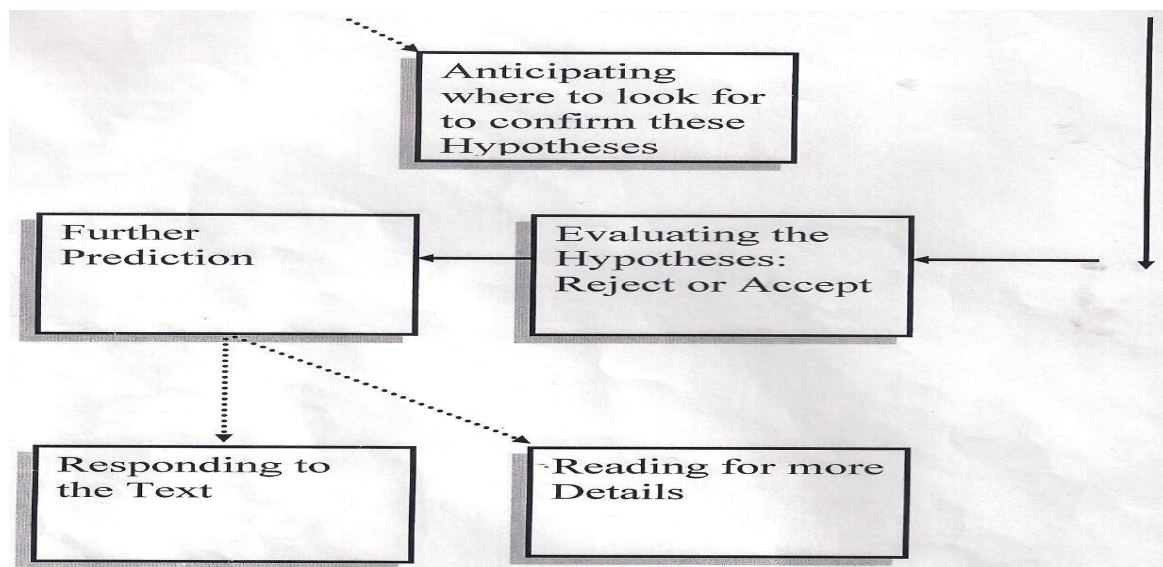 Anticipating
where to look for
to confirm these
Hypotheses
Further
Prediction
Evaluating the
Hypotheses:
Reject or Accept
Responding to
the Text
Reading for more
Details